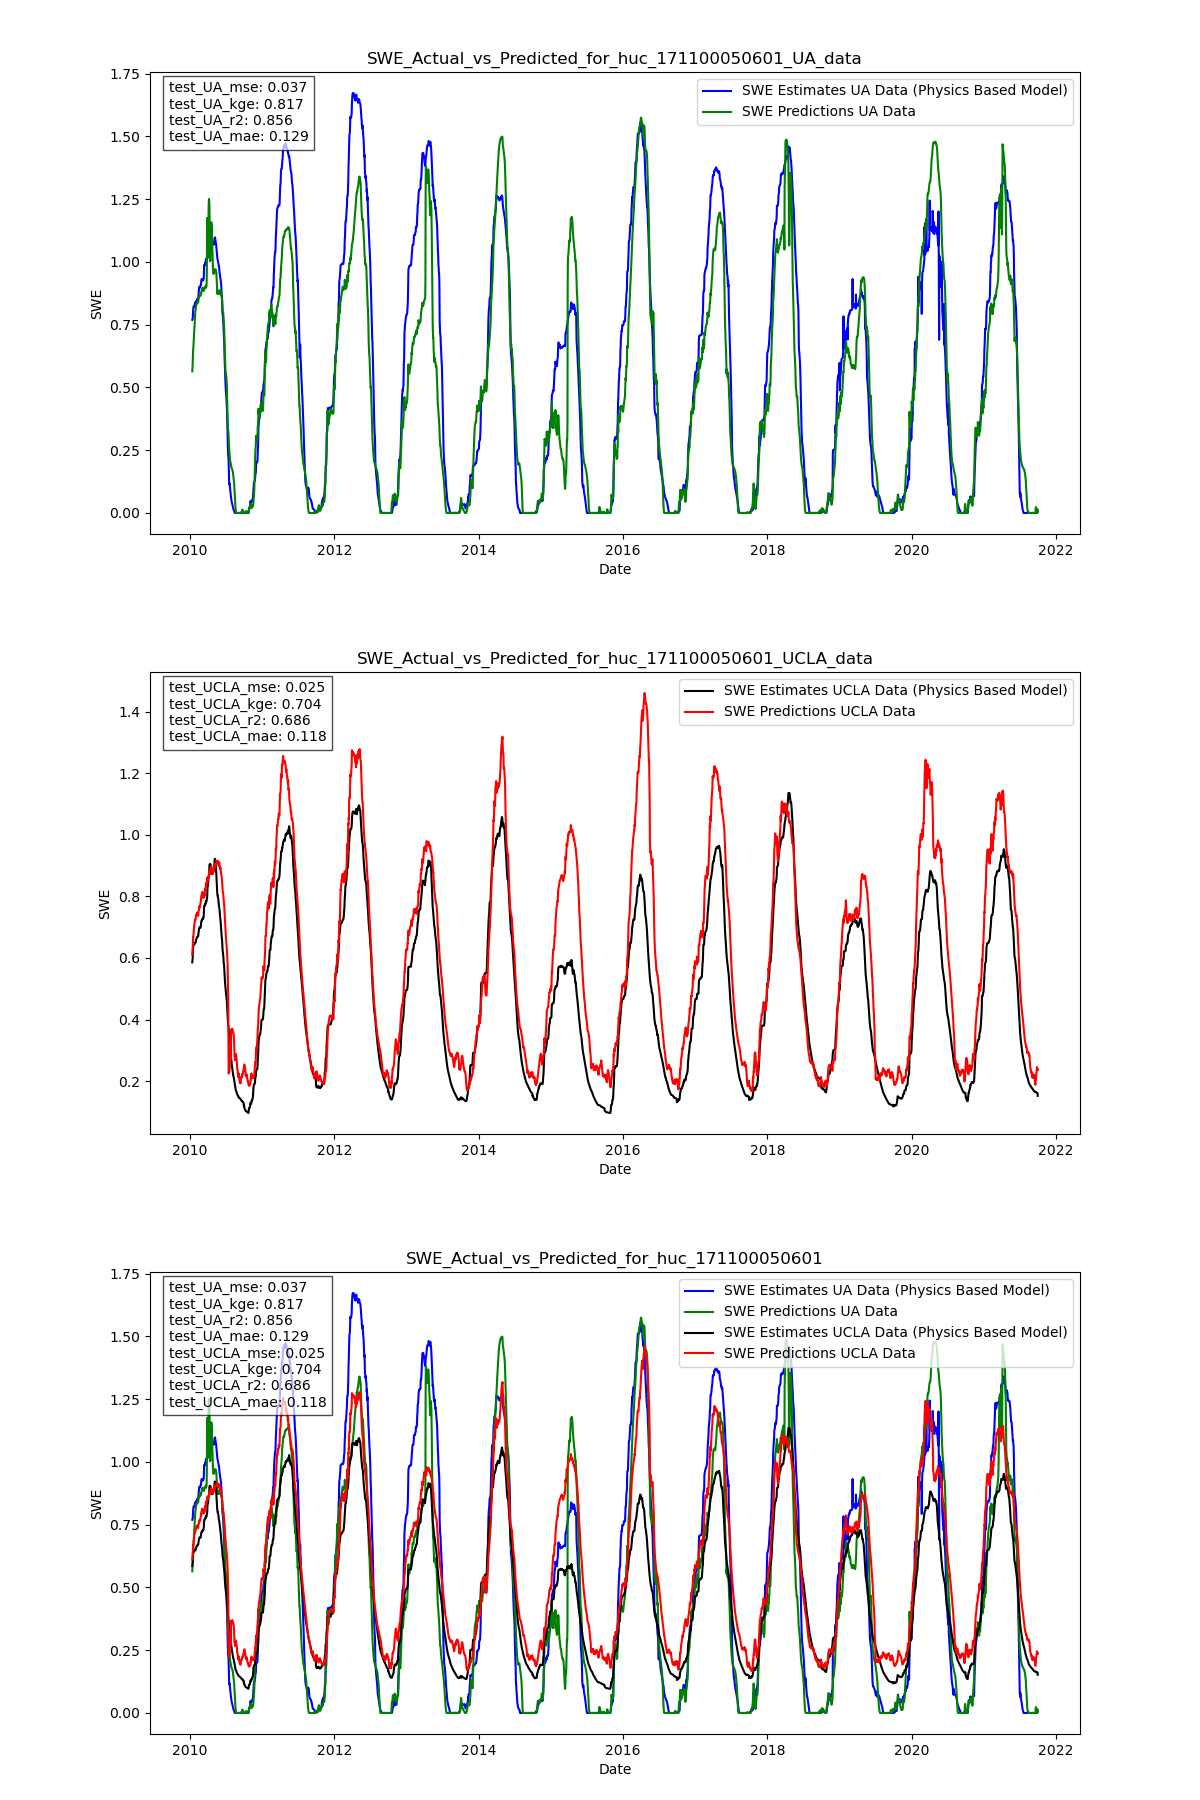 SWE_Actual_vs_Predicted_for_huc_171100050601_UA_data
test_UA_mse: 0.037
test_UA_kge: 0.817
test_UA_r2: 0.856
test_UA_mae: 0.129
SWE Estimates UA Data (Physics Based Model)
SWE Predictions UA Data
1.75
1.50
1.25
1.00
0.75
0.50
0.25
0.00
SWE
2010 2012 2014 2016 2018 2020 2022
Date
SWE_Actual_vs_Predicted_for_huc_171100050601_UCLA_data
test_UCLA_mse: 0.025
test_UCLA_kge: 0.704
test_UCLA_r2: 0.686
test_UCLA_mae: 0.118
SWE Estimates UCLA Data (Physics Based Model)
SWE Predictions UCLA Data
1.4
1.2
1.0
0.8
0.6
0.4
0.2
SWE
2010 2012 2014 2016 2018 2020 2022
Date
SWE_Actual_vs_Predicted_for_huc_171100050601
test_UA_mse: 0.037
test_UA_kge: 0.817
test_UA_r2: 0.856
test_UA_mae: 0.129
test_UCLA_mse: 0.025
test_UCLA_kge: 0.704
test_UCLA_r2: 0.686
test_UCLA_mae: 0.118
SWE Estimates UA Data (Physics Based Model)
SWE Predictions UA Data
SWE Estimates UCLA Data (Physics Based Model)
SWE Predictions UCLA Data
1.75
1.50
1.25
1.00
0.75
0.50
0.25
0.00
SWE
2010 2012 2014 2016 2018 2020 2022
Date